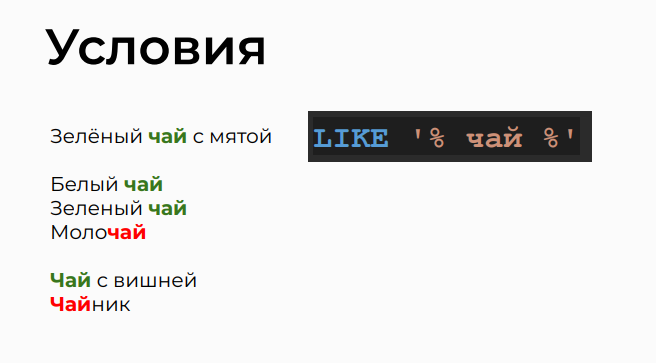 Условия
Зелёный чай с мятой
LIKE '% чай %'
Белый чай
Зеленый чай
Молочай
Чай с вишней
Чайник